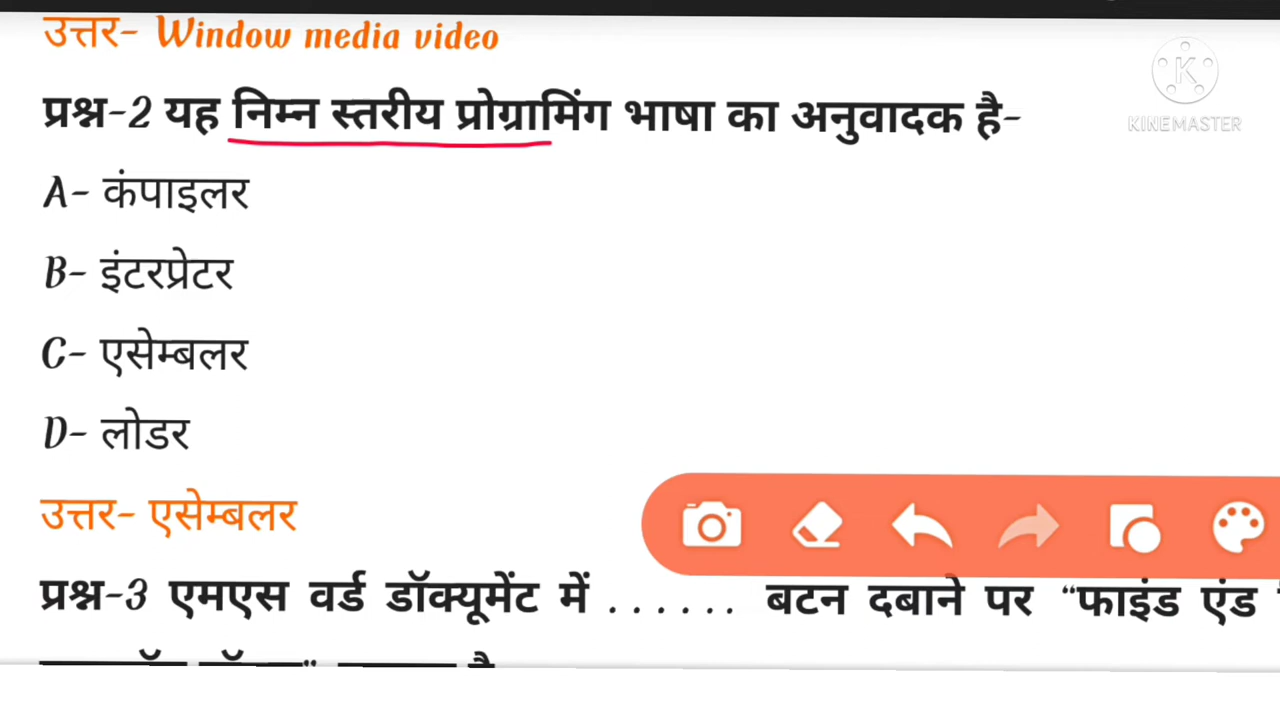 उत्तर- Window media video
K
KINEMASTER
प्रश्न-2 यह निम्न स्तरीय प्रोग्रामिंग भाषा का अनुवादक है-
A- कंपाइलर
B- इंटरप्रेटर
C- एसेम्बलर
D- लोडर
उत्तर- एसेम्बलर
प्रश्न-3 एमएस वर्ड डॉक्यूमेंट में . . . . . . बटन दबाने पर “फाइंड एंड